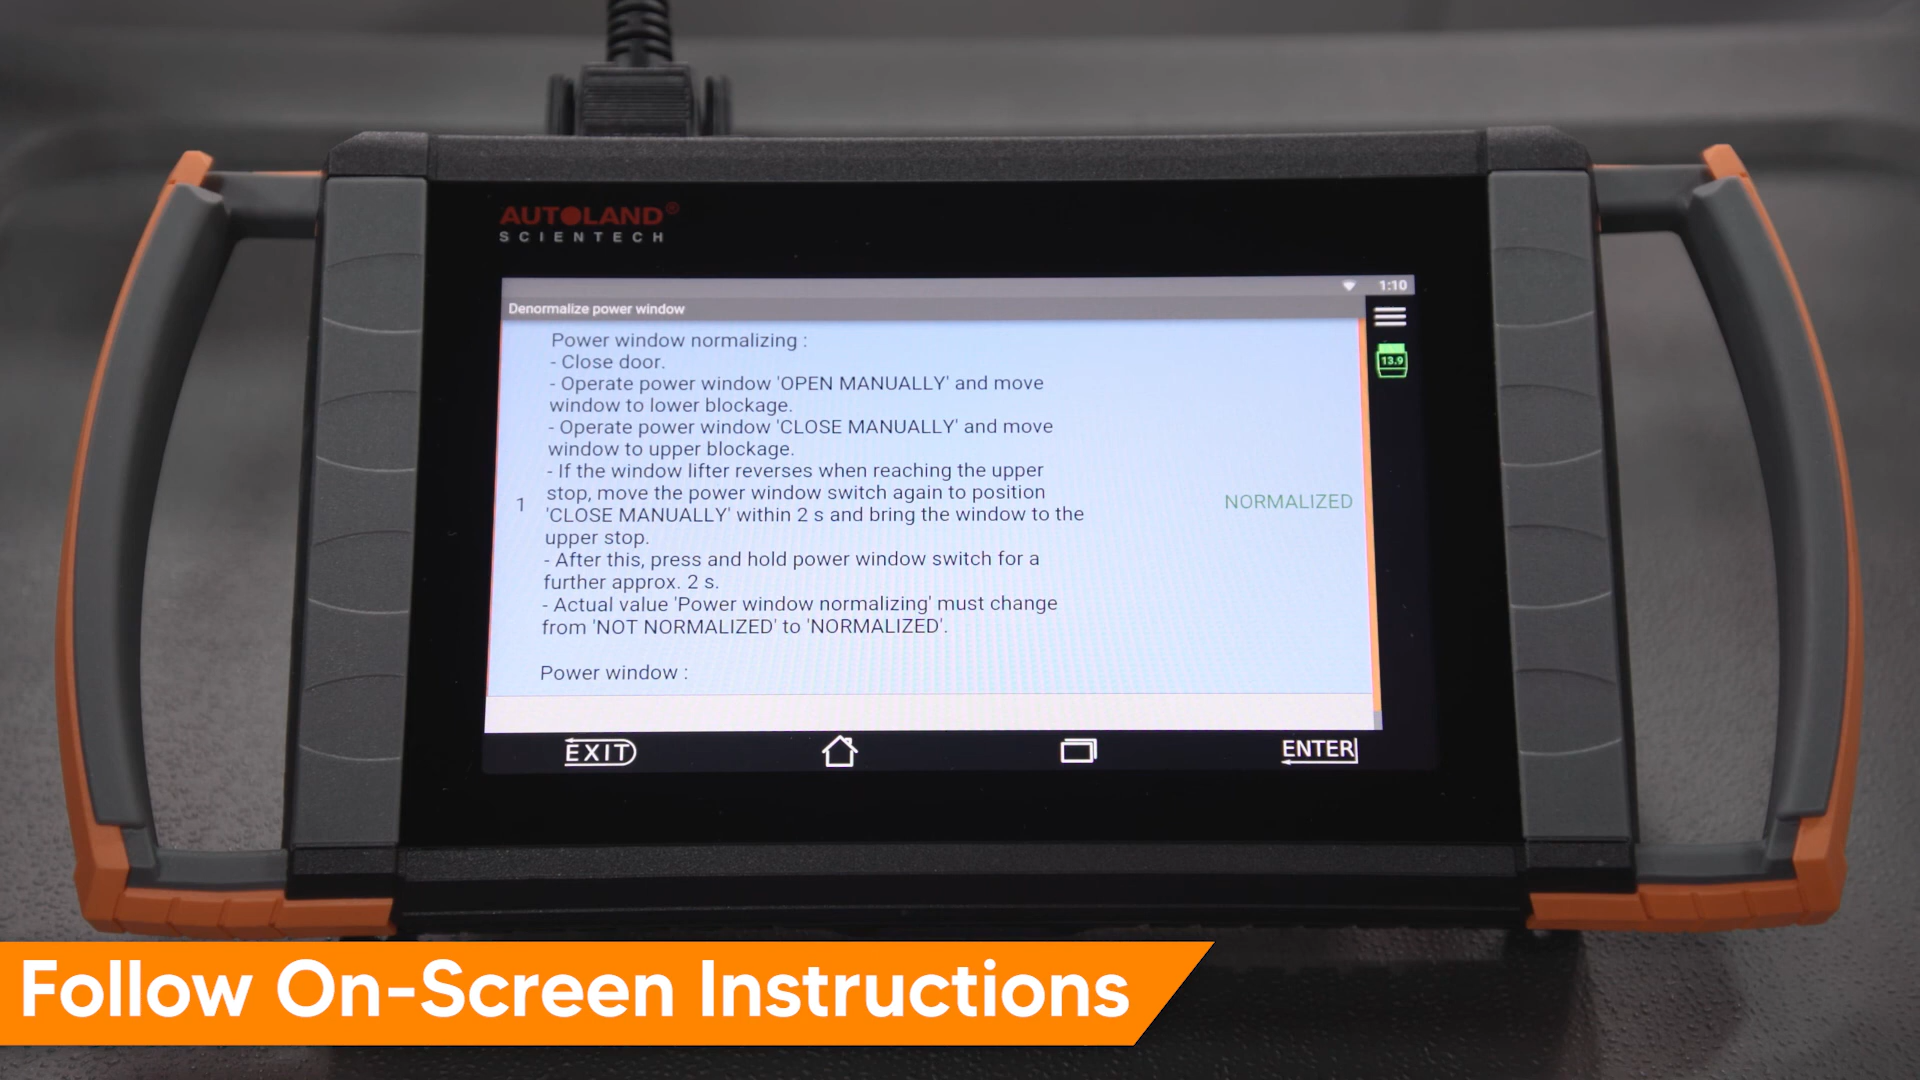 AUTOLAND®
SCIENTECH
1:10
Denormalize power window
13.9
Power window normalizing :
- Close door.
- Operate power window 'OPEN MANUALLY' and move
window to lower blockage.
- Operate power window 'CLOSE MANUALLY' and move
window to upper blockage.
- If the window lifter reverses when reaching the upper
stop, move the power window switch again to position
1
NORMALIZED
'CLOSE MANUALLY' within 2 s and bring the window to the
upper stop.
- After this, press and hold power window switch for a
further approx. 2 s.
- Actual value 'Power window normalizing' must change
from 'NOT NORMALIZED' to 'NORMALIZED'.
Power window :
EXIT
ENTER
Follow On-Screen Instructions